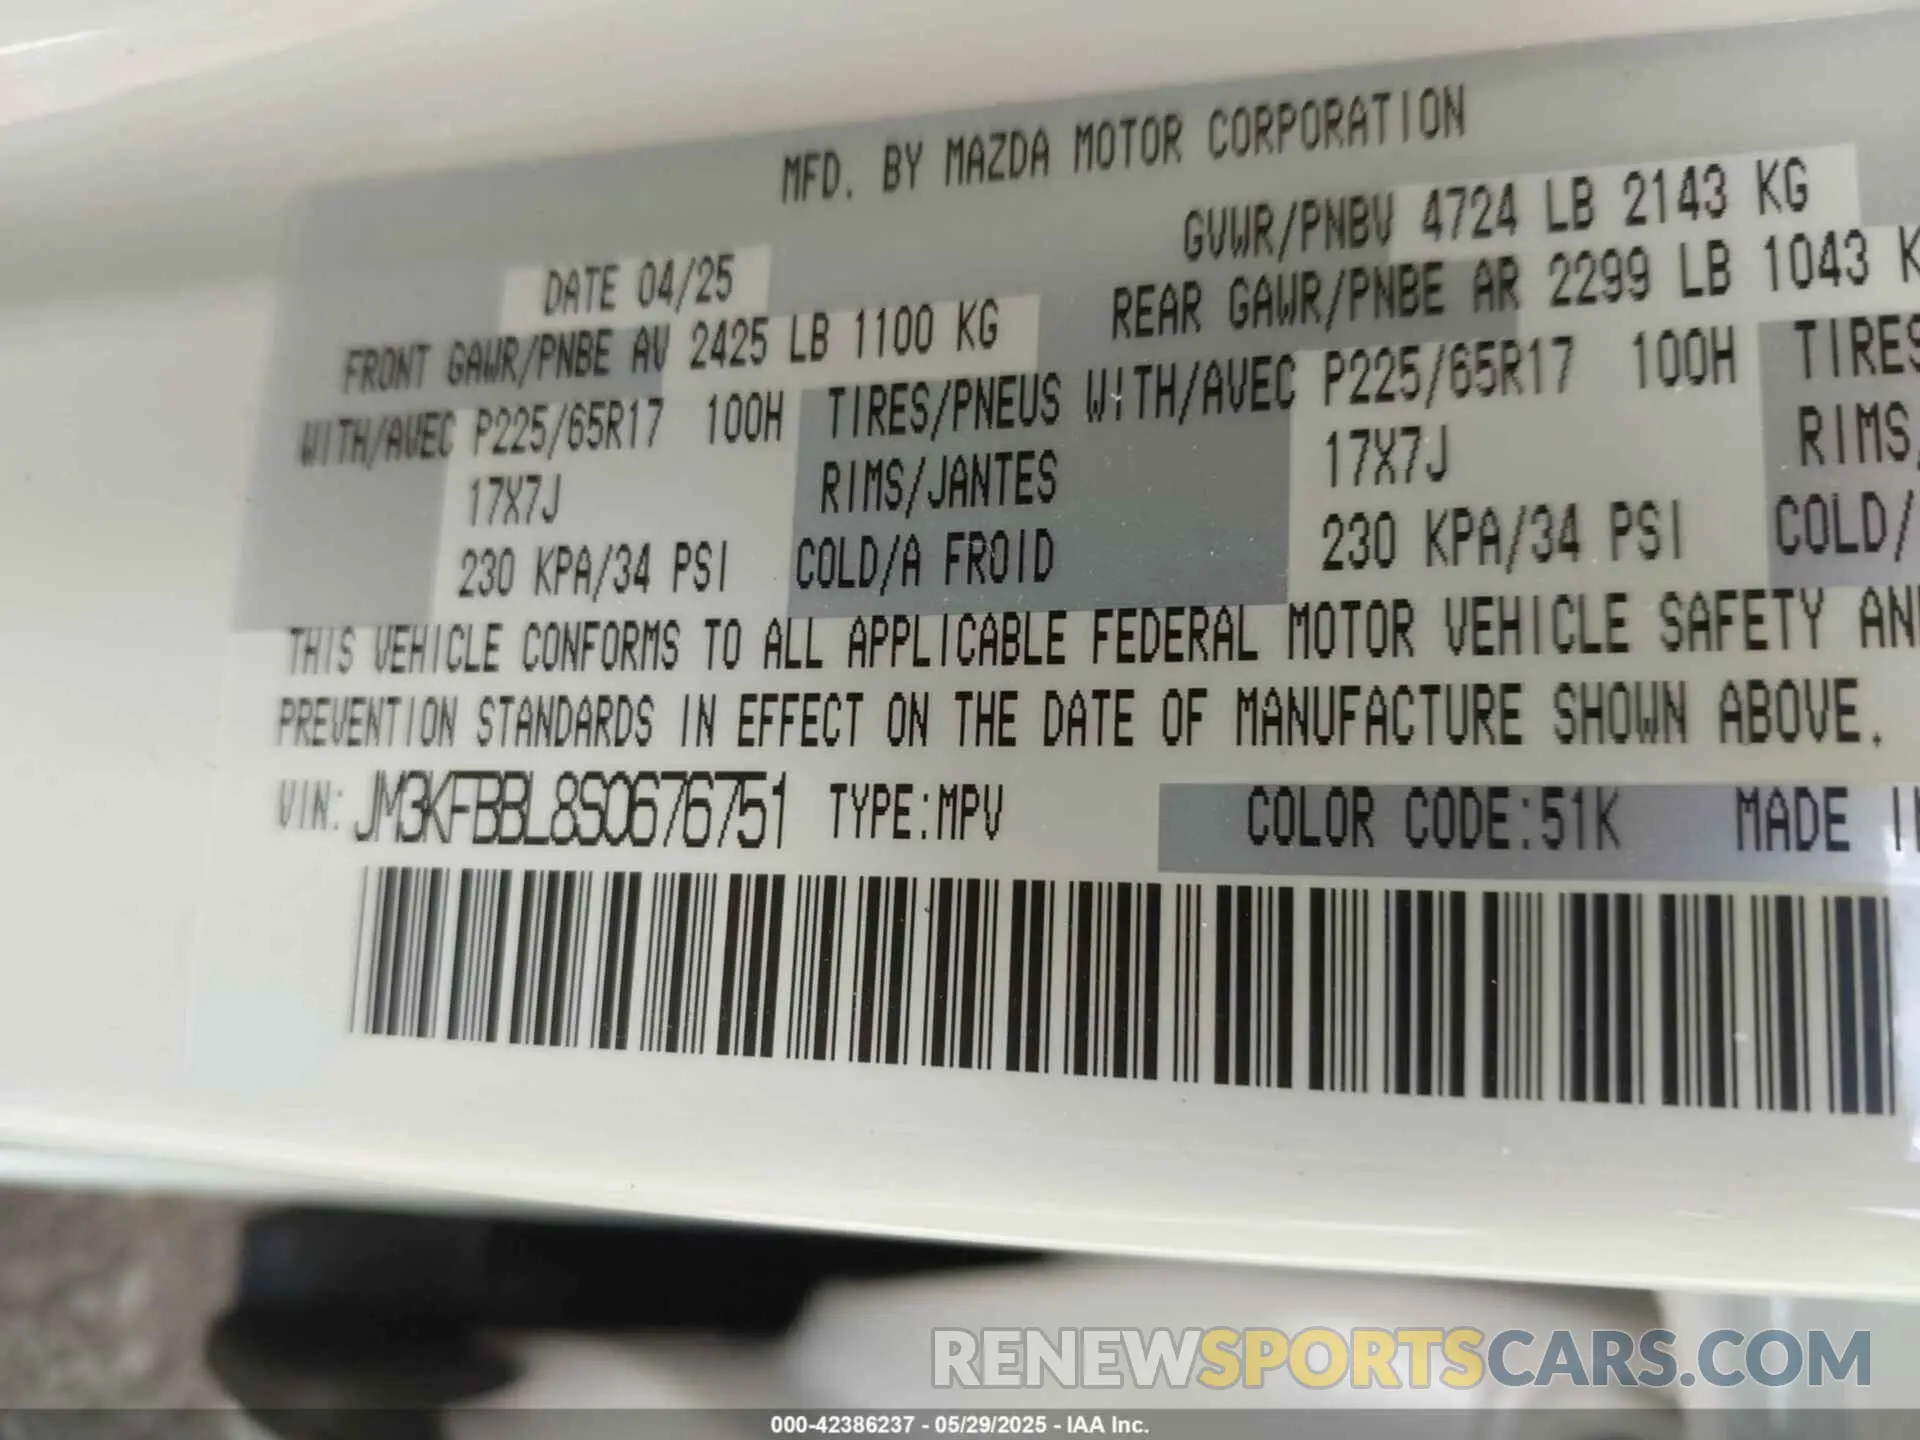 MFD. BY MAZDA MOTOR CORPORATION
DATE 04/25 GVWR/PNBV 4724 LB 2143 KG
FRONT GAWR/PNBE AV 2425 LB 1100 KG REAR GAWR/PNBE AR 2299 LB 1043 K
WITH/AVEC P225/65R17 100H TIRES/PNEUS WITH/AVEC P225/65R17 100H TIRES
17X7J RIMS/JANTES 17X7J RIMS/
230 KPA/34 PSI COLD/A FROID 230 KPA/34 PSI COLD/
THIS VEHICLE CONFORMS TO ALL APPLICABLE FEDERAL MOTOR VEHICLE SAFETY AN
PREVENTION STANDARDS IN EFFECT ON THE DATE OF MANUFACTURE SHOWN ABOVE.
VIN: JM3KFBBL8S0676751 TYPE:MPV COLOR CODE:51K MADE I
RENEWSPORTSCARS.COM
000-42386237 - 05/29/2025 - IAA Inc.